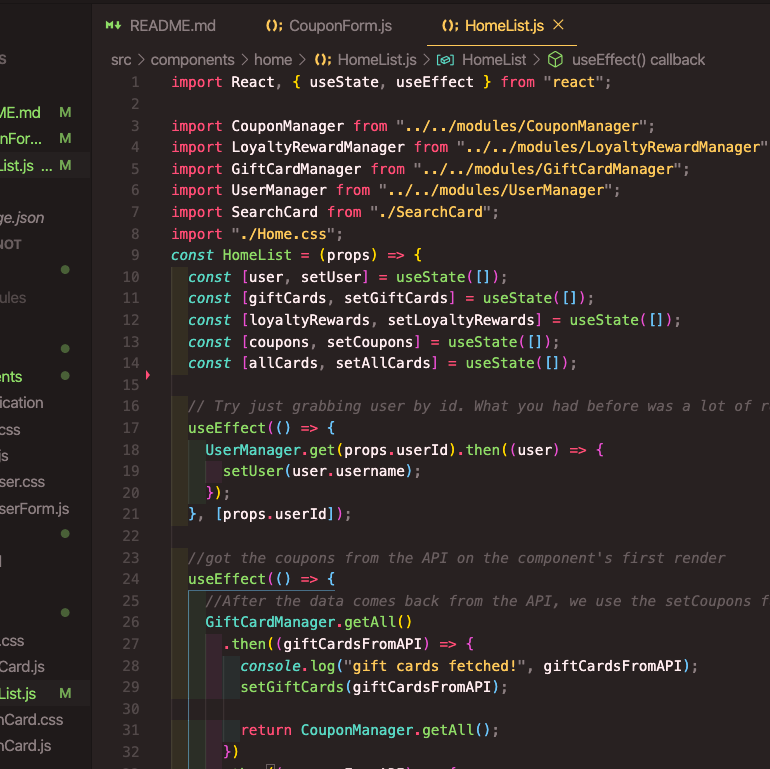 README.md CouponForm.js HomeList.js
src > components > home > HomeList.js > HomeList > useEffect() callback
ME.md M
nFor... M
List.js ... M
ge.json
NOT
ules
ents
ication
css
js
ser.css
serForm.js
.css
Card.js
List.js M
nCard.css
nCard.js
1 import React, { useState, useEffect } from "react";
2
3 import CouponManager from "../../modules/CouponManager";
4 import LoyaltyRewardManager from "../../modules/LoyaltyRewardManager"
5 import GiftCardManager from "../../modules/GiftCardManager";
6 import UserManager from "../../modules/UserManager";
7 import SearchCard from "./SearchCard";
8 import "./Home.css";
9 const HomeList = (props) => {
10 const [user, setUser] = useState([]);
11 const [giftCards, setGiftCards] = useState([]);
12 const [loyaltyRewards, setLoyaltyRewards] = useState([]);
13 const [coupons, setCoupons] = useState([]);
14 const [allCards, setAllCards] = useState([]);
15
16 // Try just grabbing user by id. What you had before was a lot of r
17 useEffect(() => {
18 UserManager.get(props.userId).then((user) => {
19 setUser(user.username);
20 });
21 }, [props.userId]);
22
23 //got the coupons from the API on the component's first render
24 useEffect(() => {
25 //After the data comes back from the API, we use the setCoupons f
26 GiftCardManager.getAll()
27 .then((giftCardsFromAPI) => {
28 console.log("gift cards fetched!", giftCardsFromAPI);
29 setGiftCards(giftCardsFromAPI);
30
31 return CouponManager.getAll();
32 })